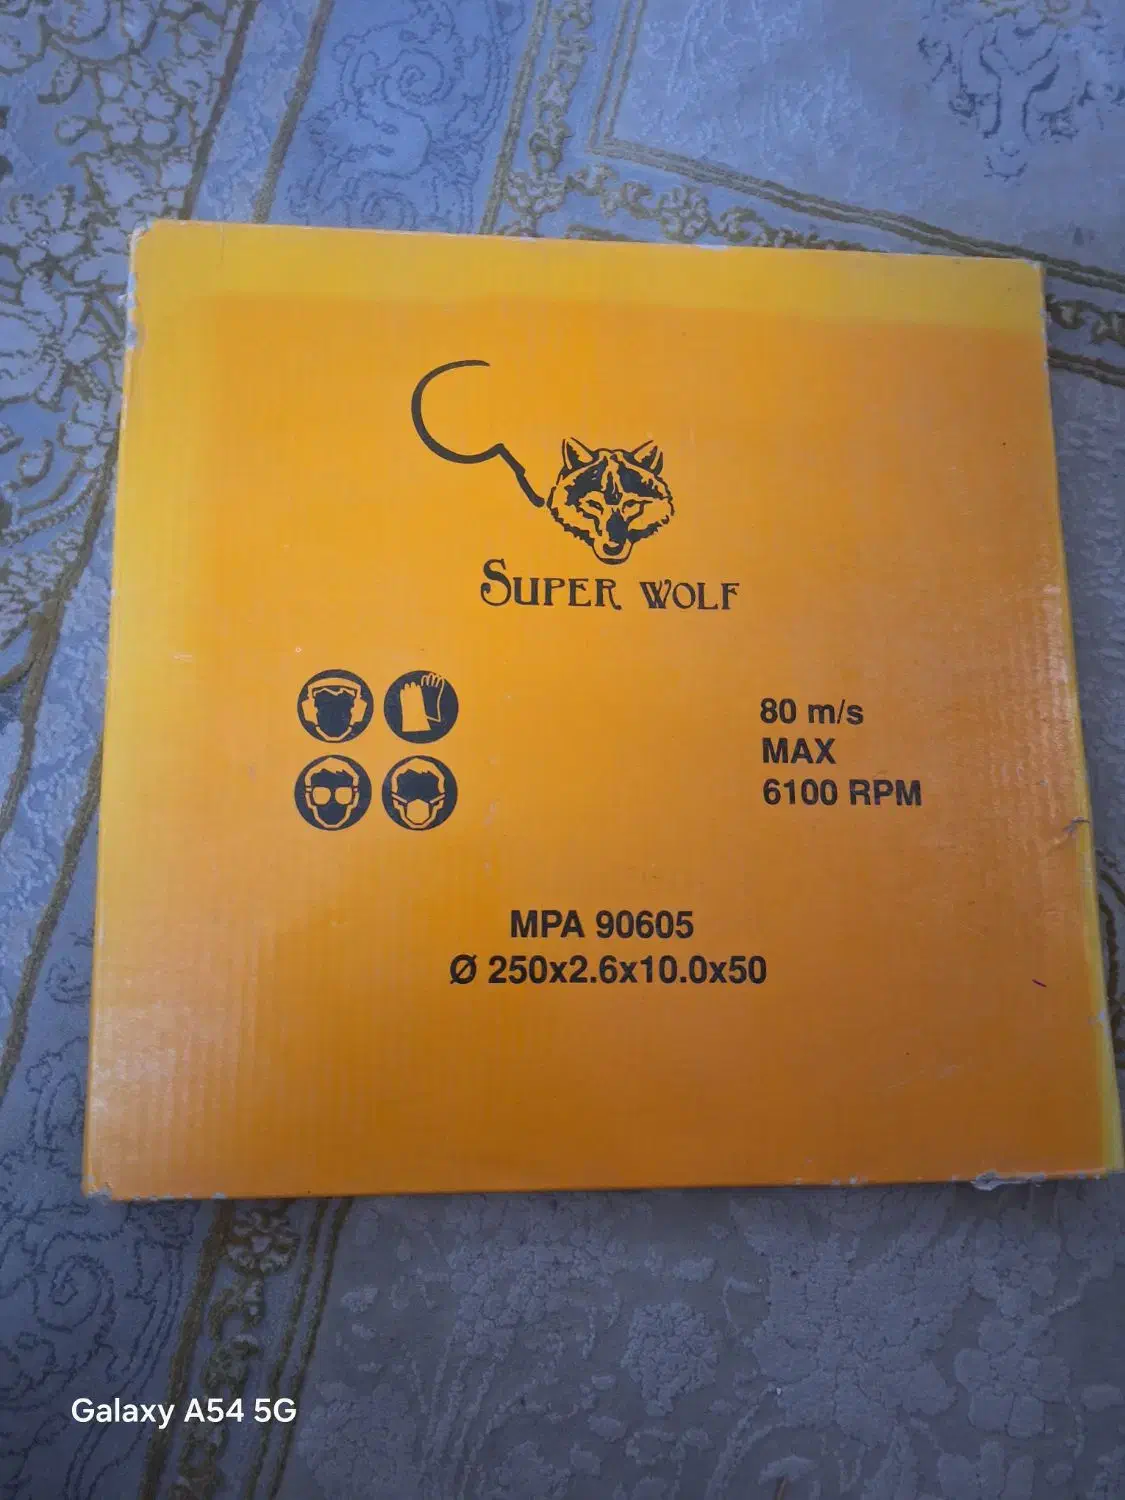 SUPER WOLF
80 m/s
MAX
6100 RPM
MPA 90605
Ø 250x2.6x10.0x50
Galaxy A54 5G